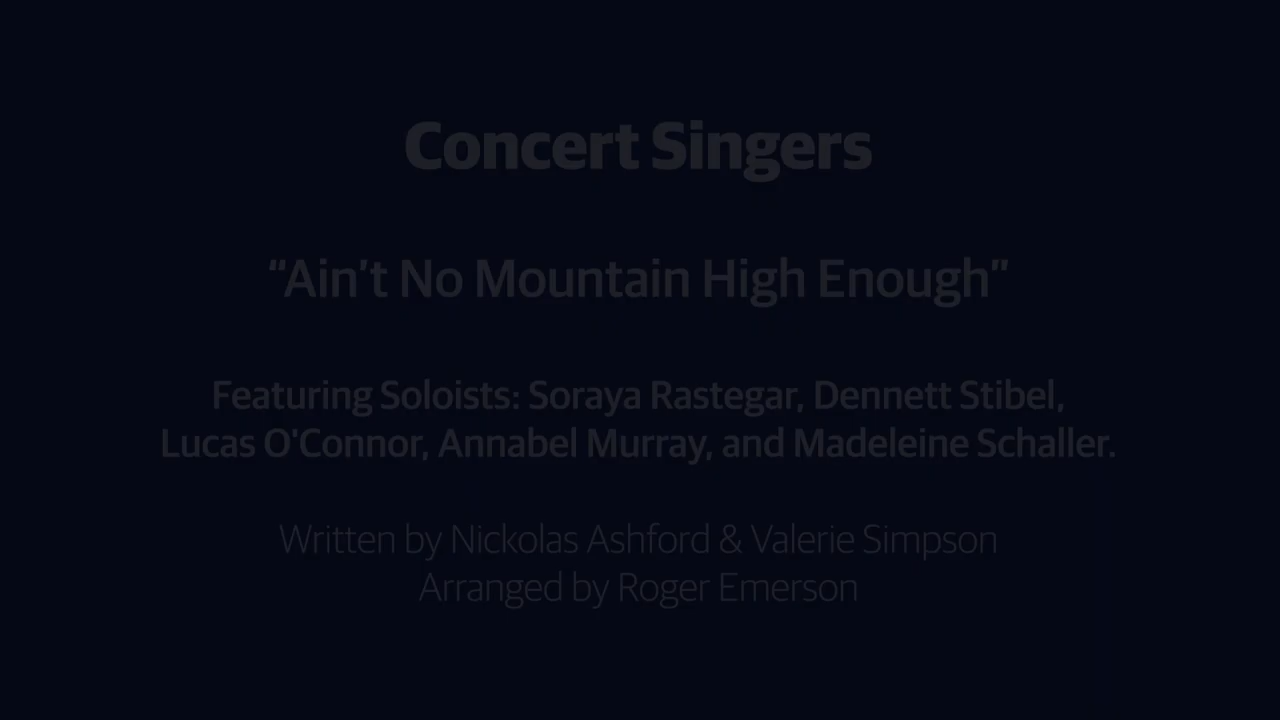 Concert Singers
“Ain’t No Mountain High Enough”
Featuring Soloists: Soraya Rastegar, Dennett Stibel,
Lucas O'Connor, Annabel Murray, and Madeleine Schaller.
Written by Nickolas Ashford & Valerie Simpson
Arranged by Roger Emerson